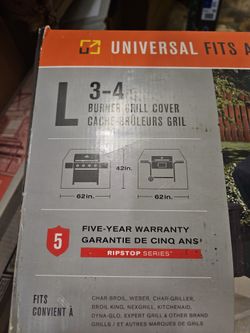 UNIVERSAL FITS A
L
3-4
BURNER GRILL COVER
CACHE-BRÛLEURS GRIL
42in.
62in.
62in.
5
FIVE-YEAR WARRANTY
GARANTIE DE CINQ ANS
RIPSTOP SERIES
FITS
CONVIENT À
CHAR BROIL, WEBER, CHAR-GRILLER,
BROIL KING, NEXGRILL, KITCHENAID,
DYNA-GLO, EXPERT GRILL & OTHER BRAND
GRILLS / ET AUTRES MARQUES DE GRILS